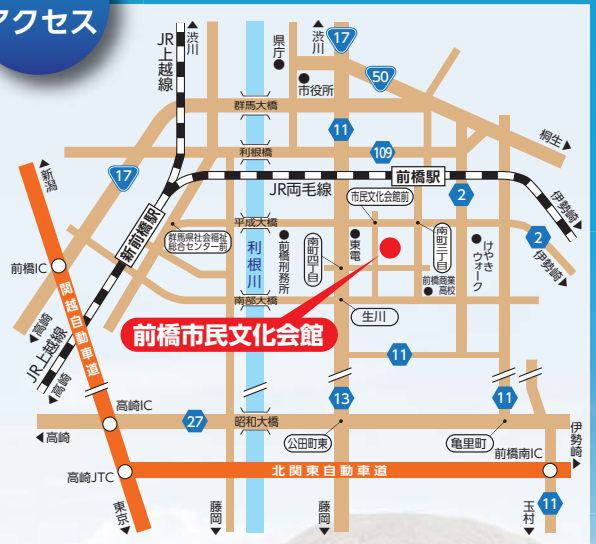 アクセス
渋川
渋川
17
県庁
JR上越線
50
市役所
群馬大橋
11
桐生
利根橋
109
新潟
17
前橋駅
JR両毛線
2
市民文化会館前
伊勢崎
新前橋駅
平成大橋
群馬県社会福祉
総合センター前
利根川
前橋刑務所
南町四丁目
東電
南町三丁目
けやき
ウォーク
2
伊勢崎
前橋IC
前橋商業
高校
関越自動車道
高崎
南部大橋
生川
前橋市民文化会館
JR上越線
高崎
11
高崎
高崎IC
13
11
27
昭和大橋
高崎
公田町東
亀里町
伊勢崎
前橋南IC
高崎JTC
北関東自動車道
11
東京
藤岡
藤岡
玉村